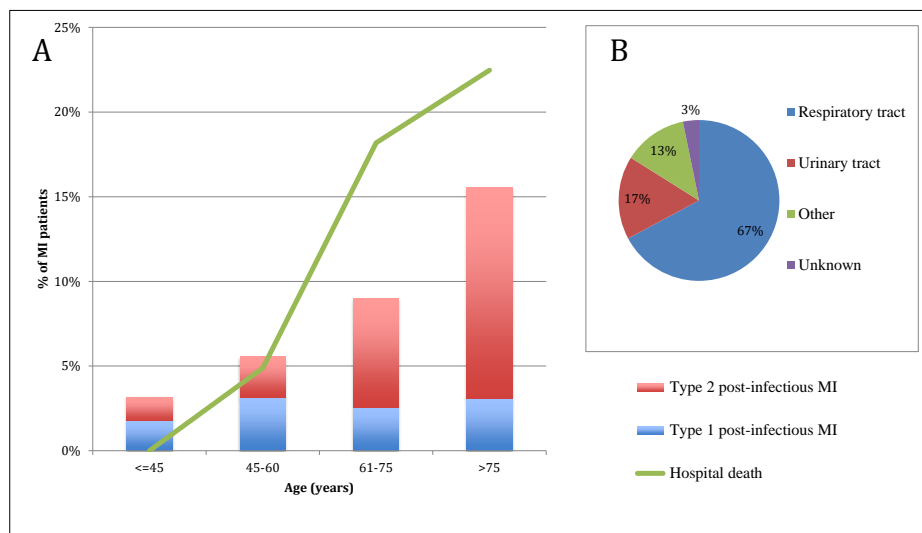 A
25%
20%
15%
10%
5%
0%
% of MI patients
<=45
45-60
61-75
>75
Age (years)
B
3%
13%
17%
67%
Respiratory tract
Urinary tract
Other
Unknown
Type 2 post-infectious MI
Type 1 post-infectious MI
Hospital death